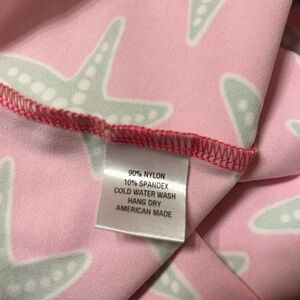 90% NYLON
10% SPANDEX
COLD WATER WASH
HANG DRY
AMERICAN MADE